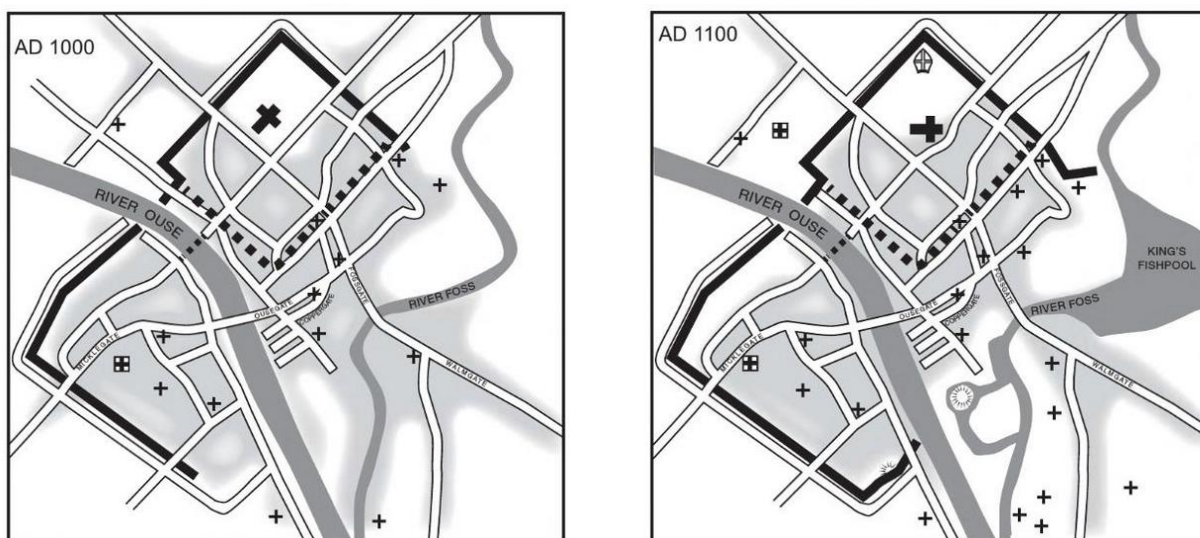 AD 1000
RIVER OUSE
RIVER FOSS
OUSEGATE
COPPERGATE
FOSSGATE
MICKLEGATE
WALMGATE
AD 1100
RIVER OUSE
KING'S
FISHPOOL
RIVER FOSS
OUSEGATE
COPPERGATE
FOSSGATE
MICKLEGATE
WALMGATE